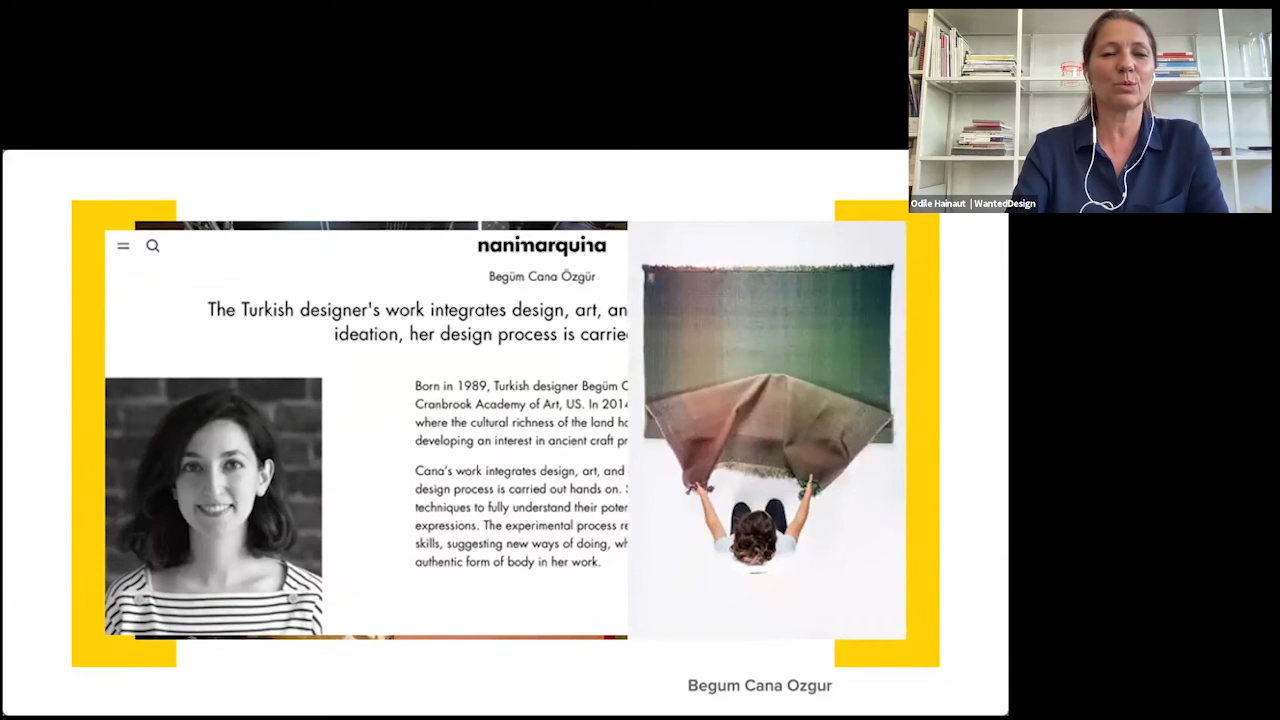 Odile Hainaut | WantedDesign
nanimarquina
Begüm Cana Özgür
The Turkish designer's work integrates design, art, an
ideation, her design process is carrie
Born in 1989, Turkish designer Begüm C
Cranbrook Academy of Art, US. In 2014
where the cultural richness of the land ha
developing an interest in ancient craft pr
Cana's work integrates design, art, and
design process is carried out hands on. S
techniques to fully understand their poten
expressions. The experimental process re
skills, suggesting new ways of doing, wh
authentic form of body in her work.
Begum Cana Ozgur